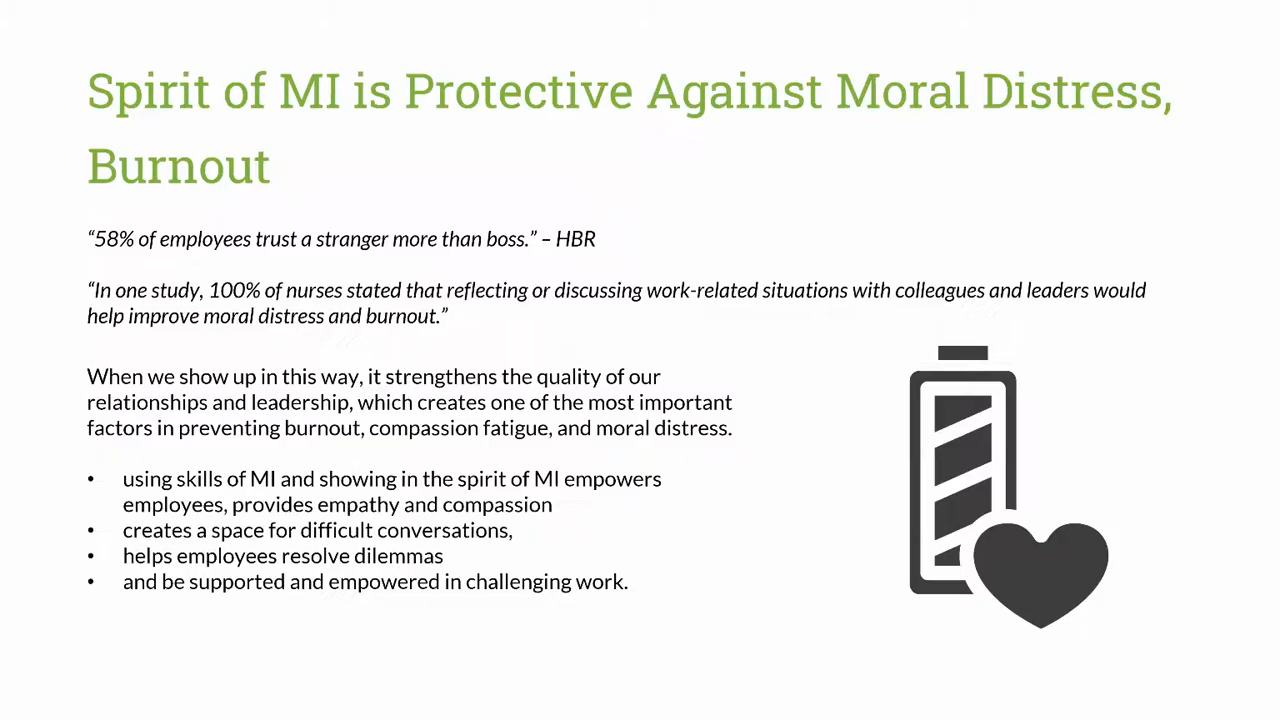 Spirit of MI is Protective Against Moral Distress,
Burnout
“58% of employees trust a stranger more than boss.” – HBR
“In one study, 100% of nurses stated that reflecting or discussing work-related situations with colleagues and leaders would
help improve moral distress and burnout.”
When we show up in this way, it strengthens the quality of our
relationships and leadership, which creates one of the most important
factors in preventing burnout, compassion fatigue, and moral distress.
• using skills of MI and showing in the spirit of MI empowers
employees, provides empathy and compassion
• creates a space for difficult conversations,
• helps employees resolve dilemmas
• and be supported and empowered in challenging work.